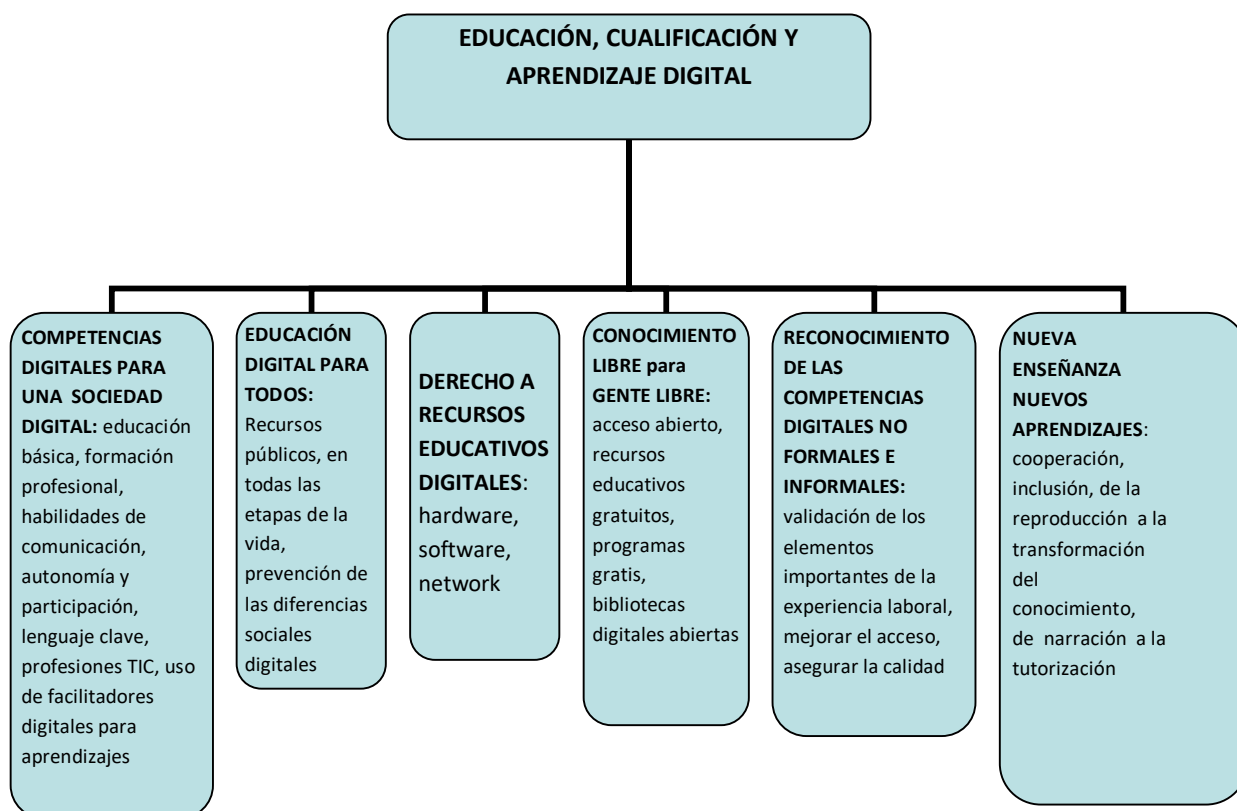 EDUCACIÓN, CUALIFICACIÓN Y
APRENDIZAJE DIGITAL
COMPETENCIAS
DIGITALES PARA
UNA SOCIEDAD
DIGITAL: educación
básica, formación
profesional,
habilidades de
comunicación,
autonomía y
participación,
lenguaje clave,
profesiones TIC, uso
de facilitadores
digitales para
aprendizajes
EDUCACIÓN
DIGITAL PARA
TODOS:
Recursos
públicos, en
todas las
etapas de la
vida,
prevención de
las diferencias
sociales
digitales
DERECHO A
RECURSOS
EDUCATIVOS
DIGITALES:
hardware,
software,
network
CONOCIMIENTO
LIBRE para
GENTE LIBRE:
acceso abierto,
recursos
educativos
gratuitos,
programas
gratis,
bibliotecas
digitales abiertas
RECONOCIMIENTO
DE LAS
COMPETENCIAS
DIGITALES NO
FORMALES E
INFORMALES:
validación de los
elementos
importantes de la
experiencia laboral,
mejorar el acceso,
asegurar la calidad
NUEVA
ENSEÑANZA
NUEVOS
APRENDIZAJES:
cooperación,
inclusión, de la
reproducción a la
transformación
del
conocimiento,
de narración a la
tutorización